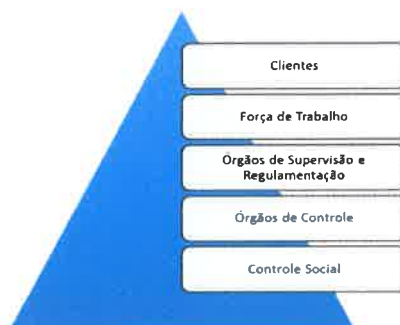 Clientes
Força de Trabalho
Órgãos de Supervisão e
Regulamentação
Órgãos de Controle
Controle Social